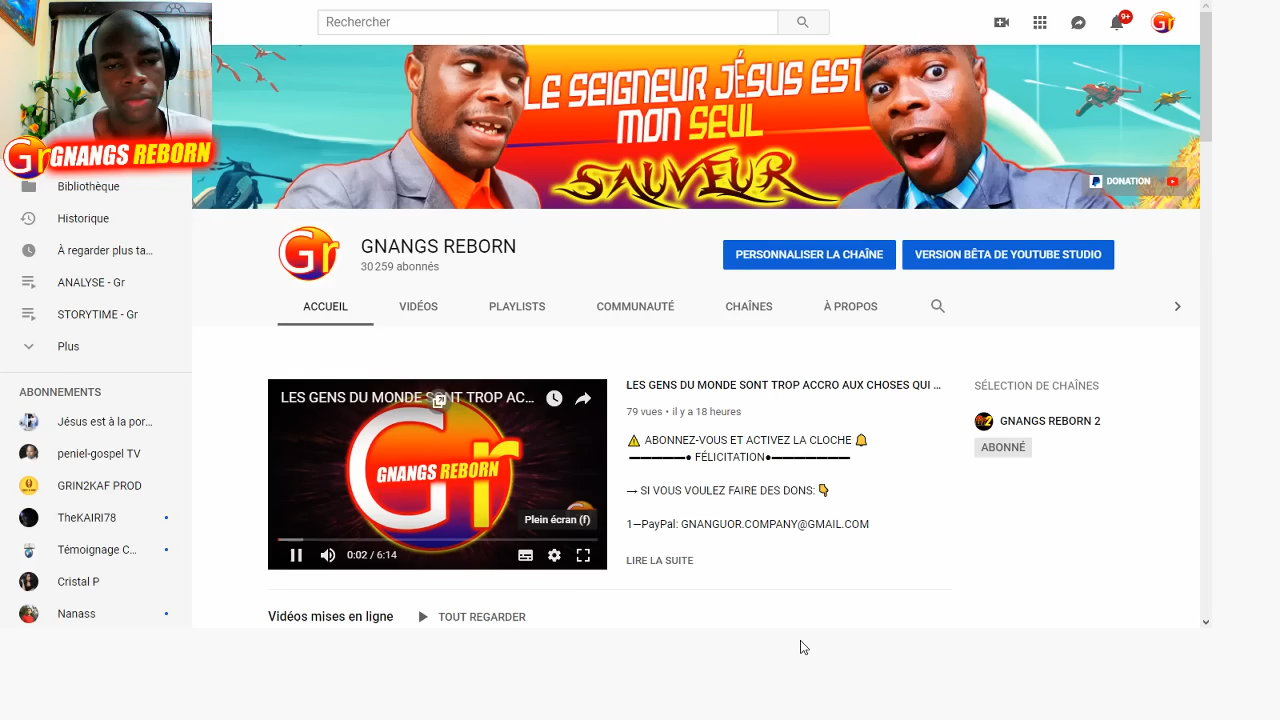 Rechercher
9+
Gr
LE SEIGNEUR JÉSUS EST
MON SEUL
SAUVEUR
DONATION
Gr GNANGS REBORN
Bibliothèque
Historique
À regarder plus ta...
ANALYSE - Gr
STORYTIME - Gr
Plus
ABONNEMENTS
Jésus est à la por...
peniel-gospel TV
GRIN2KAF PROD
TheKAIRI78
Témoignage C...
Cristal P
Nanass
Gr
GNANGS REBORN
30 259 abonnés
PERSONNALISER LA CHAÎNE
VERSION BÊTA DE YOUTUBE STUDIO
ACCUEIL
VIDÉOS
PLAYLISTS
COMMUNAUTÉ
CHAÎNES
À PROPOS
LES GENS DU MONDE SONT TROP AC...
Gr
GNANGS REBORN
Plein écran (f)
0:02 / 6:14
LES GENS DU MONDE SONT TROP ACCRO AUX CHOSES QUI ...
79 vues • il y a 18 heures
⚠ ABONNEZ-VOUS ET ACTIVEZ LA CLOCHE 🔔
▬▬▬▬▬● FÉLICITATION●▬▬▬▬▬▬
→ SI VOUS VOULEZ FAIRE DES DONS: 👇
1—PayPal: GNANGUOR.COMPANY@GMAIL.COM
LIRE LA SUITE
SÉLECTION DE CHAÎNES
GNANGS REBORN 2
ABONNÉ
Vidéos mises en ligne
TOUT REGARDER